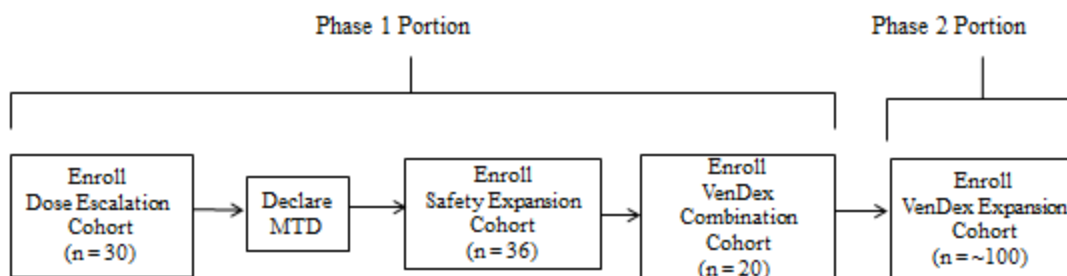 Phase 1 Portion
Phase 2 Portion
Enroll
Dose Escalation
Cohort
(n = 30)
Declare
MTD
Enroll
Safety Expansion
Cohort
(n = 36)
Enroll
VenDex
Combination
Cohort
(n = 20)
Enroll
VenDex Expansion
Cohort
(n = ~100)